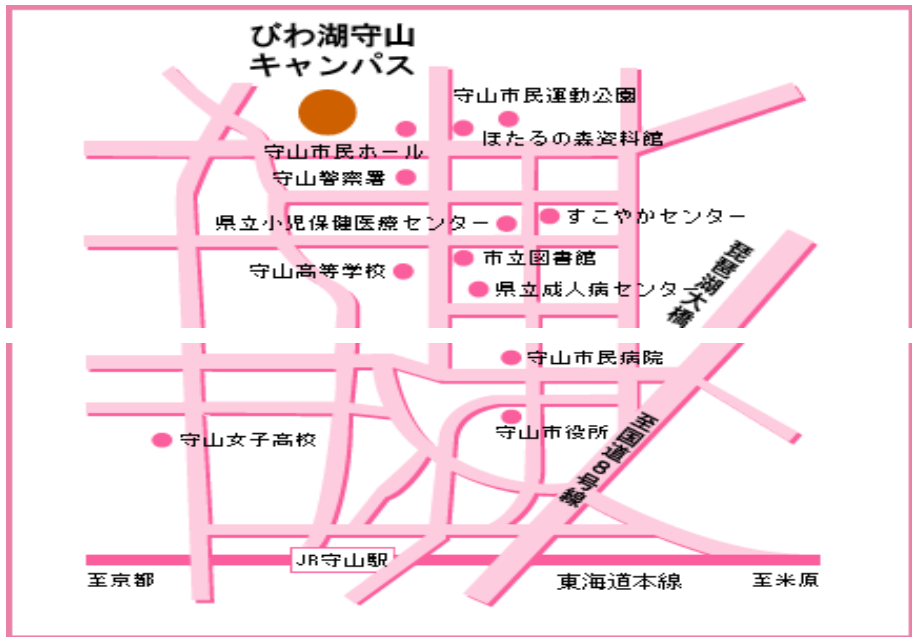 びわ湖守山
キャンパス
守山市民運動公園
ほたるの森資料館
守山市民ホール
守山警察署
県立小児保健医療センター
すこやかセンター
守山高等学校
市立図書館
県立成人病センター
琵琶湖大橋
守山市民病院
守山市役所
守山女子高校
至国道8号線
JR守山駅
至京都
東海道本線
至米原